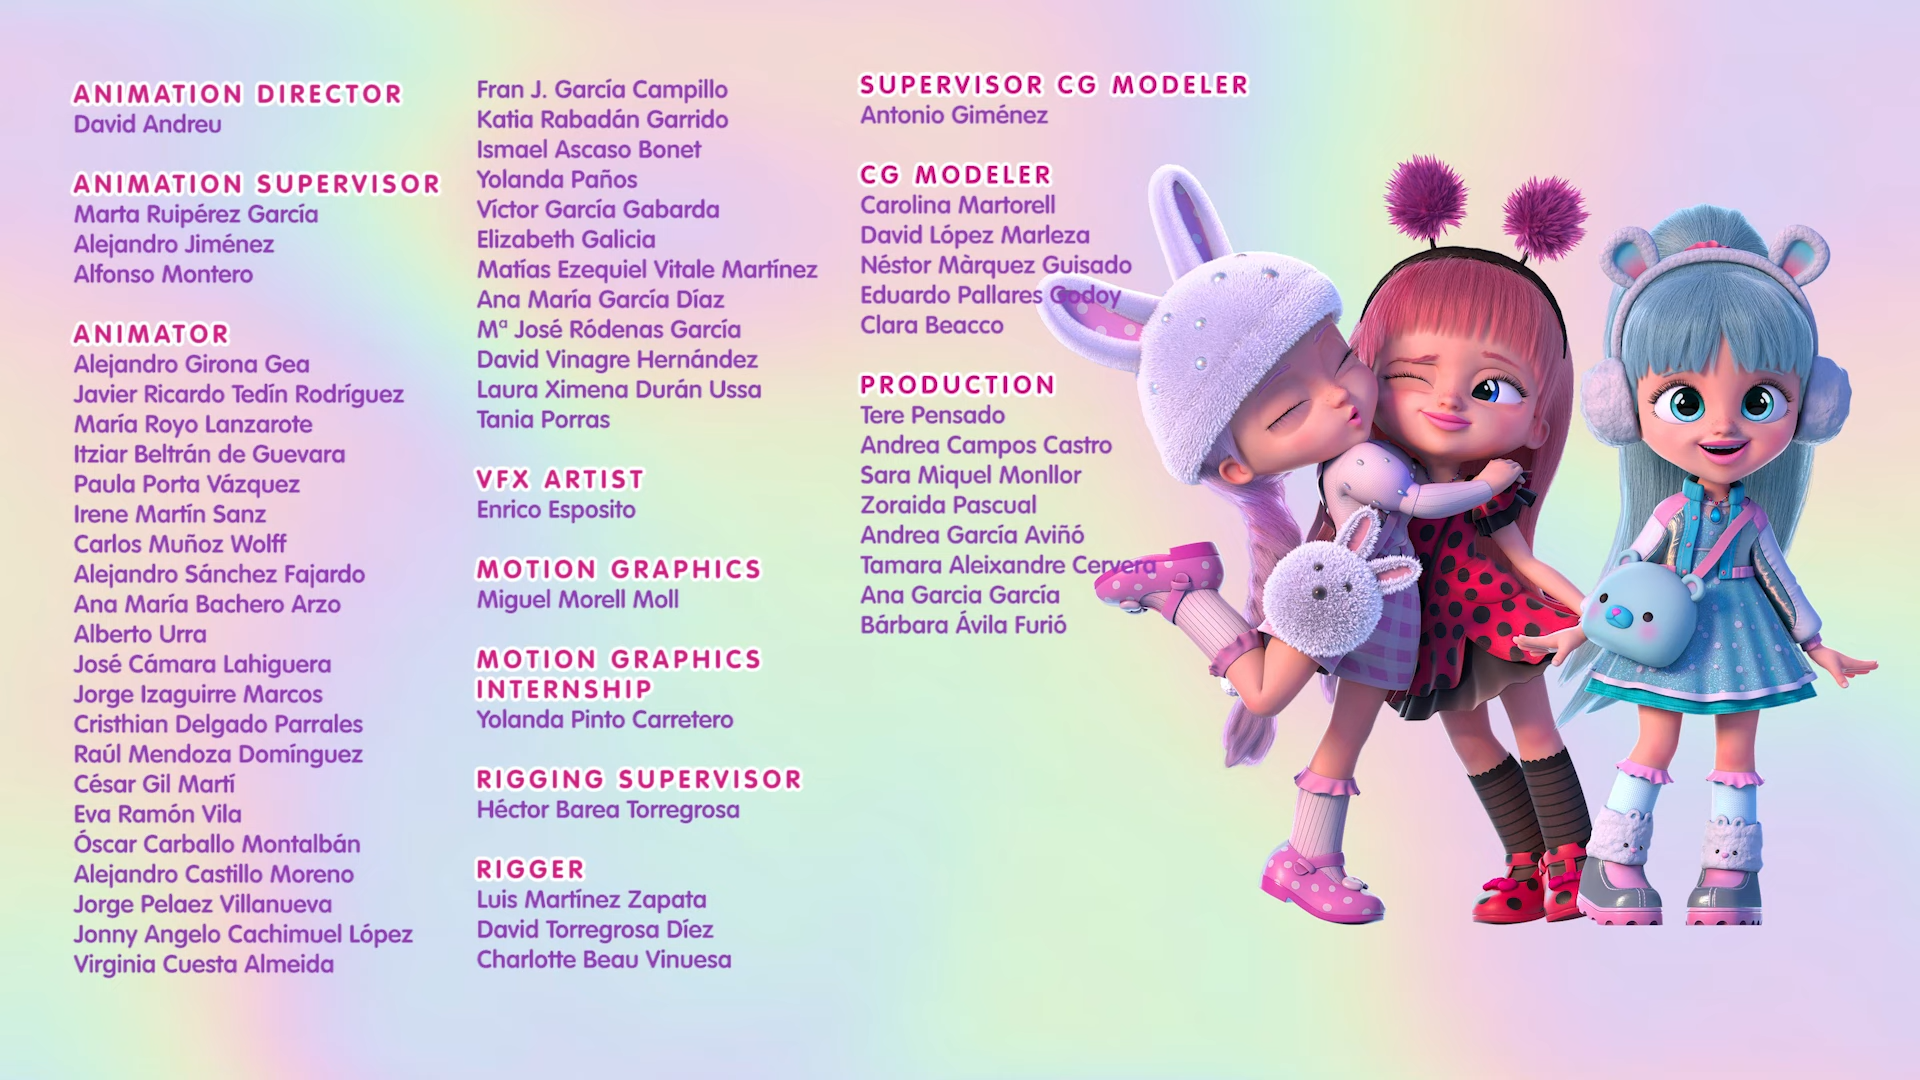 ANIMATION DIRECTOR
David Andreu
ANIMATION SUPERVISOR
Marta Ruipérez García
Alejandro Jiménez
Alfonso Montero
ANIMATOR
Alejandro Girona Gea
Javier Ricardo Tedín Rodríguez
María Royo Lanzarote
Itziar Beltrán de Guevara
Paula Porta Vázquez
Irene Martín Sanz
Carlos Muñoz Wolff
Alejandro Sánchez Fajardo
Ana María Bachero Arzo
Alberto Urra
José Cámara Lahiguera
Jorge Izaguirre Marcos
Cristhian Delgado Parrales
Raúl Mendoza Domínguez
César Gil Martí
Eva Ramón Vila
Óscar Carballo Montalbán
Alejandro Castillo Moreno
Jorge Pelaez Villanueva
Jonny Angelo Cachimuel López
Virginia Cuesta Almeida
Fran J. García Campillo
Katia Rabadán Garrido
Ismael Ascaso Bonet
Yolanda Paños
Víctor García Gabarda
Elizabeth Galicia
Matías Ezequiel Vitale Martínez
Ana María García Díaz
Mª José Ródenas García
David Vinagre Hernández
Laura Ximena Durán Ussa
Tania Porras
VFX ARTIST
Enrico Esposito
MOTION GRAPHICS
Miguel Morell Moll
MOTION GRAPHICS
INTERNSHIP
Yolanda Pinto Carretero
RIGGING SUPERVISOR
Héctor Barea Torregrosa
RIGGER
Luis Martínez Zapata
David Torregrosa Díez
Charlotte Beau Vinuesa
SUPERVISOR CG MODELER
Antonio Giménez
CG MODELER
Carolina Martorell
David López Marleza
Néstor Màrquez Guisado
Eduardo Pallares Godoy
Clara Beacco
PRODUCTION
Tere Pensado
Andrea Campos Castro
Sara Miquel Monllor
Zoraida Pascual
Andrea García Aviñó
Tamara Aleixandre Cervera
Ana Garcia García
Bárbara Ávila Furió